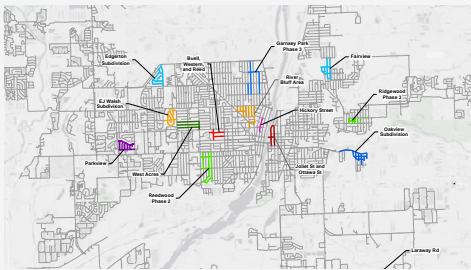 Garnsey Park
Phase 3
Edgerton
Subdivision
Buell,
Western,
and Reed
Fairview
River
Bluff Area
Ridgewood
Phase 3
EJ Walsh
Subdivision
Hickory Street
Oakview
Subdivision
Parkview
West Acres
Joliet St and
Ottawa St
Reedwood
Phase 2
Laraway Rd